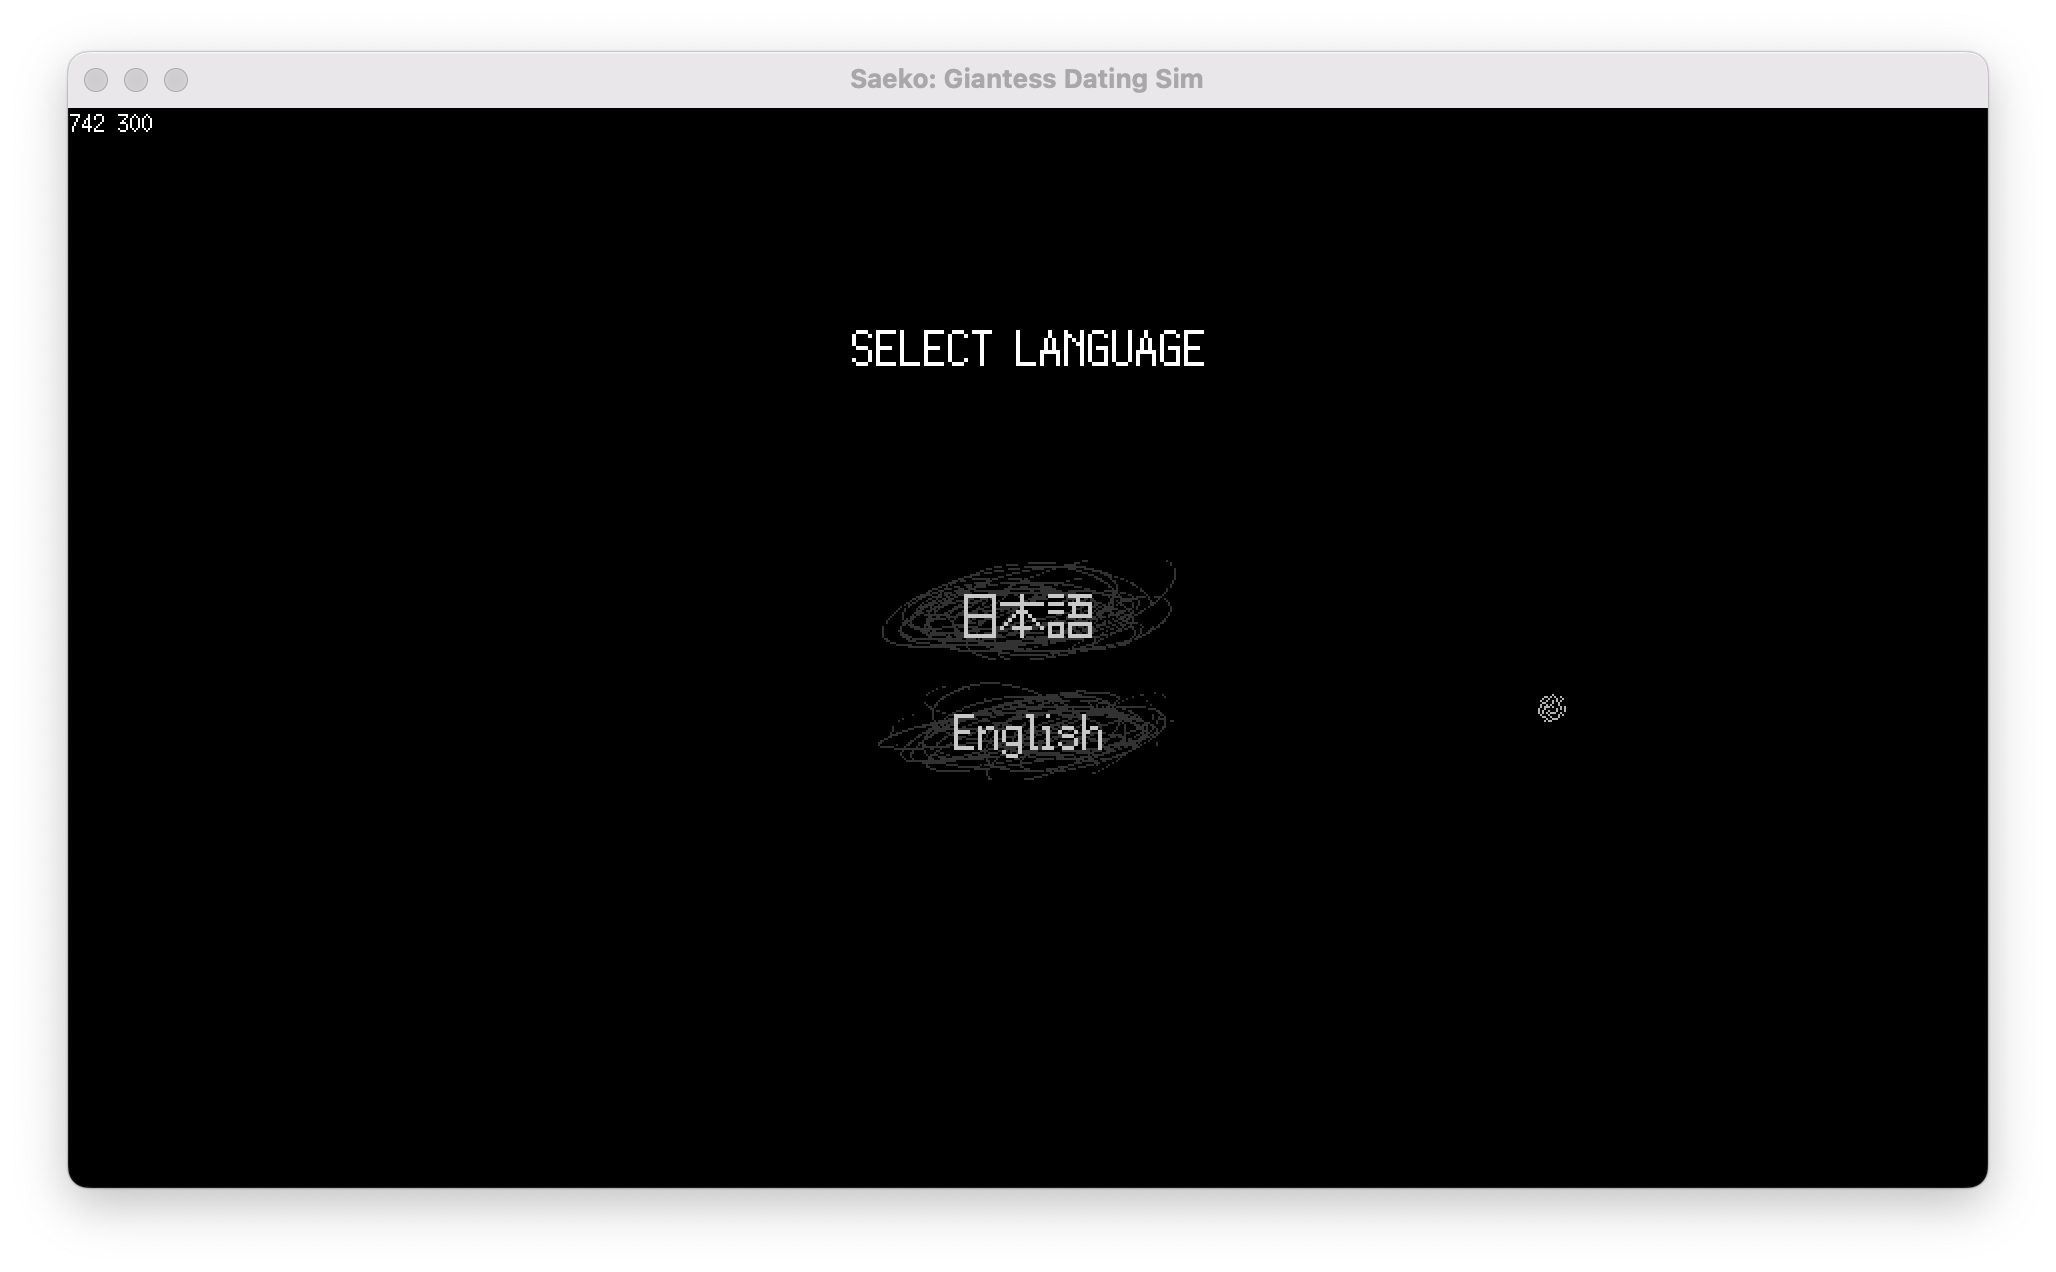 Saeko: Giantess Dating Sim
742 300
SELECT LANGUAGE
日本語
English